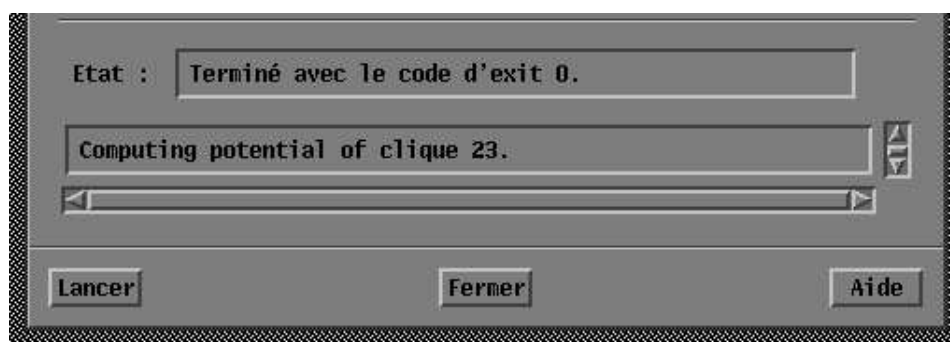 Etat : Terminé avec le code d'exit 0.
Computing potential of clique 23.
Lancer Fermer Aide